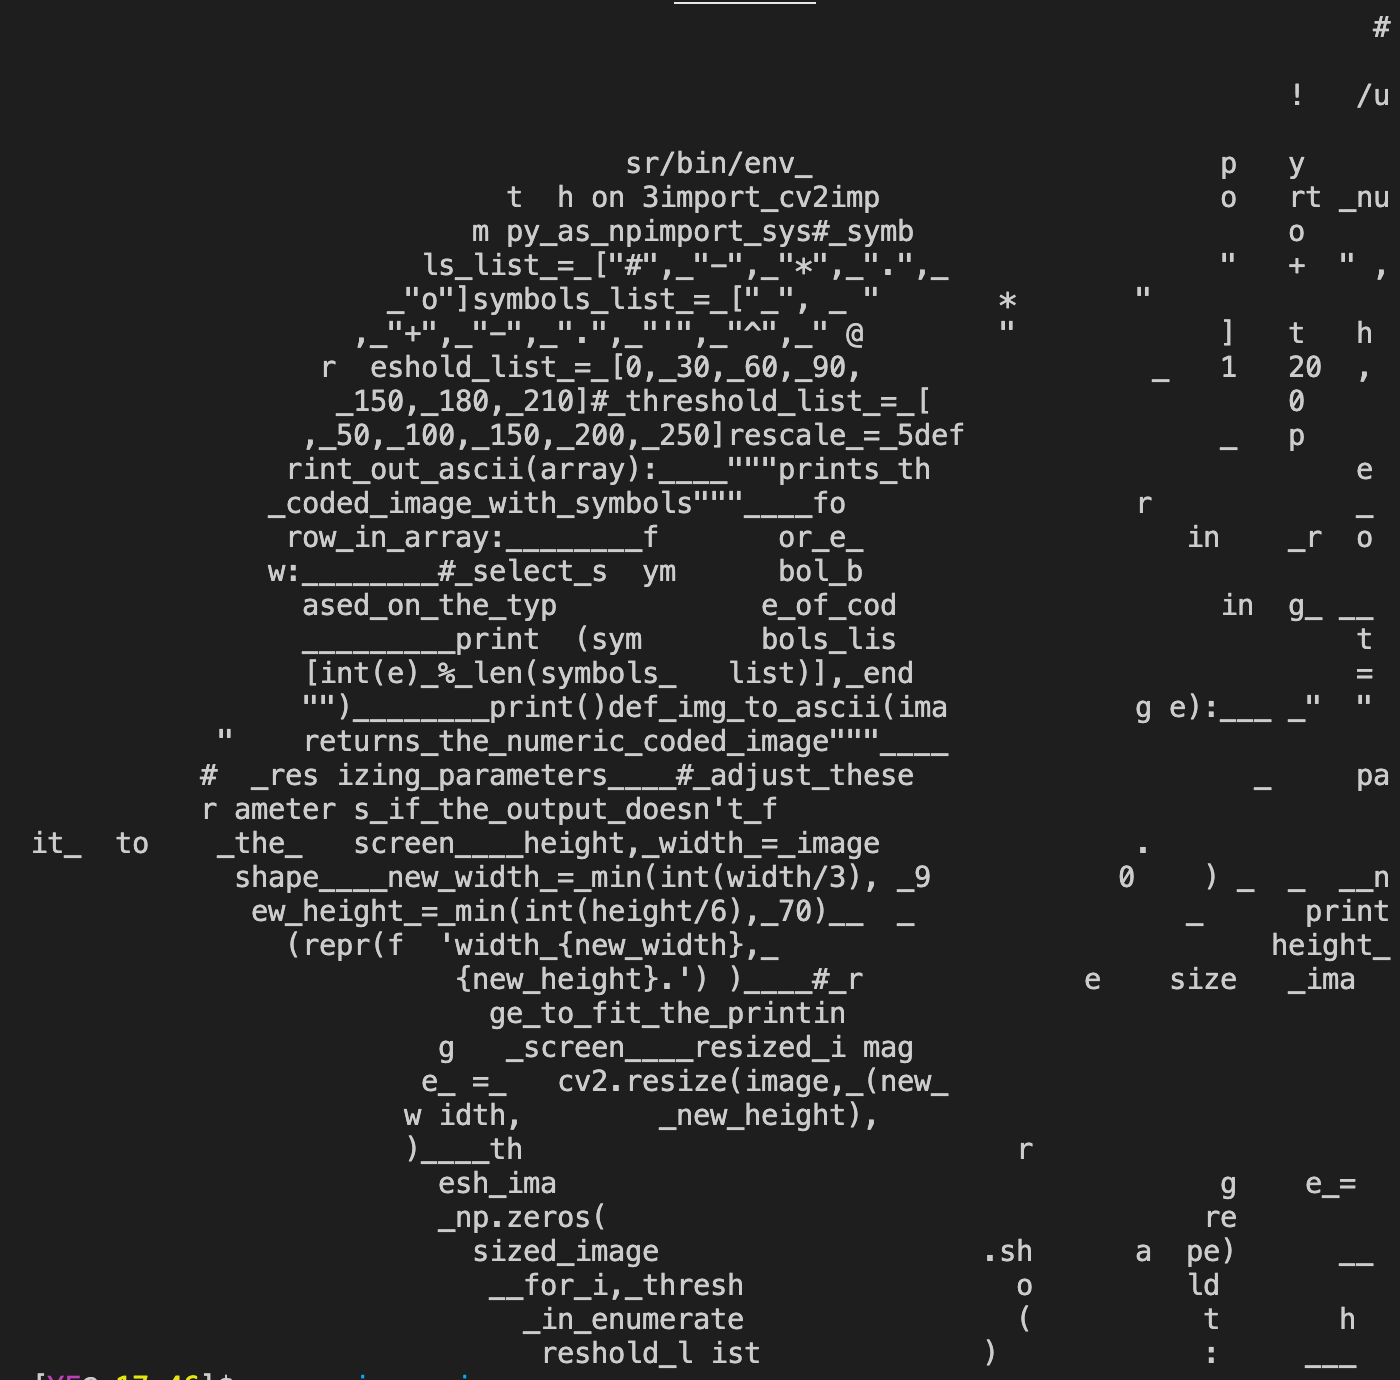 #
! /u
sr/bin/env_ p y
t h on 3import_cv2imp o rt _nu
m py_as_npimport_sys#_symb o
ls_list_=_["#",_"-",_"*",_".",_ " + " ,
_"o"]symbols_list_=_["_", _ " * "
,_"+",_"-",_".",_"'",_"^",_" @ " ] t h
r eshold_list_=_[0,_30,_60,_90, _ 1 20 ,
_150,_180,_210]#_threshold_list_=_[ 0
,_50,_100,_150,_200,_250]rescale_=_5def _ p
rint_out_ascii(array):____"""prints_th e
_coded_image_with_symbols"""____fo r _
row_in_array:________f or_e_ in _r o
w:________#_select_s ym bol_b
ased_on_the_typ e_of_cod in g_ __
_________print (sym bols_lis t
[int(e)_%_len(symbols_ list)],_end =
"")________print()def_img_to_ascii(ima g e):___ _" "
" returns_the_numeric_coded_image"""____
# _res izing_parameters____#_adjust_these _ pa
r ameter s_if_the_output_doesn't_f
it_ to _the_ screen____height,_width_=_image .
shape____new_width_=_min(int(width/3), _9 0 ) _ _ __n
ew_height_=_min(int(height/6),_70)__ _ _ print
(repr(f 'width_{new_width},_ height_
{new_height}.') )____#_r e size _ima
ge_to_fit_the_printin
g _screen____resized_i mag
e_ =_ cv2.resize(image,_(new_
w idth, _new_height),
)____th r
esh_ima g e_=
_np.zeros( re
sized_image .sh a pe) __
__for_i,_thresh o ld
_in_enumerate ( t h
reshold_l ist ) : ___